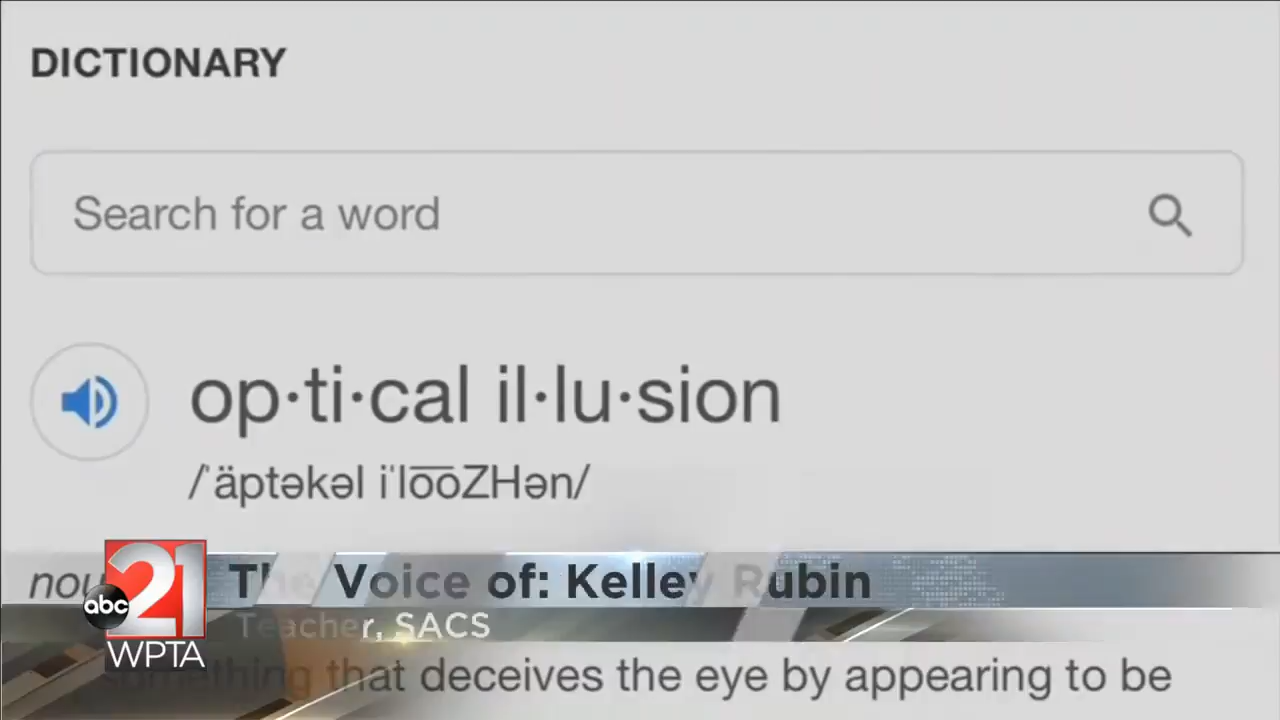 DICTIONARY
Search for a word
op·ti·cal il·lu·sion
/ˈäptəkəl iˈlo͞oZHən/
The Voice of: Kelley Rubin
Teacher, SACS
abc 21
WPTA
something that deceives the eye by appearing to be